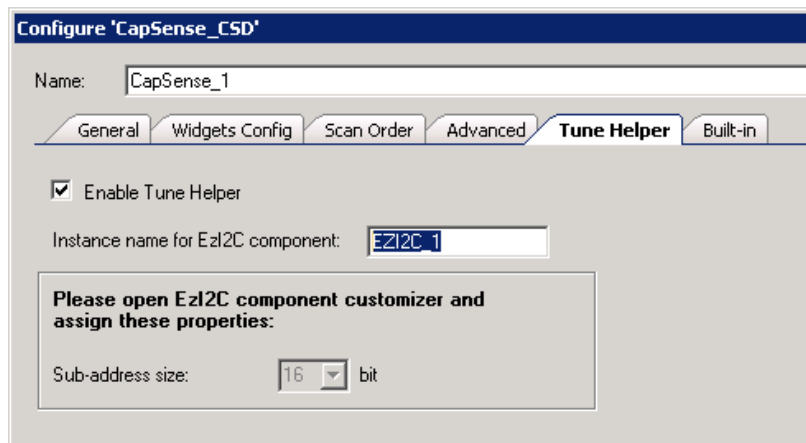 Configure 'CapSense_CSD'
Name: CapSense_1
General Widgets Config Scan Order Advanced Tune Helper Built-in
Enable Tune Helper
Instance name for EzI2C component: EZI2C_1
Please open EzI2C component customizer and
assign these properties:
Sub-address size: 16 bit